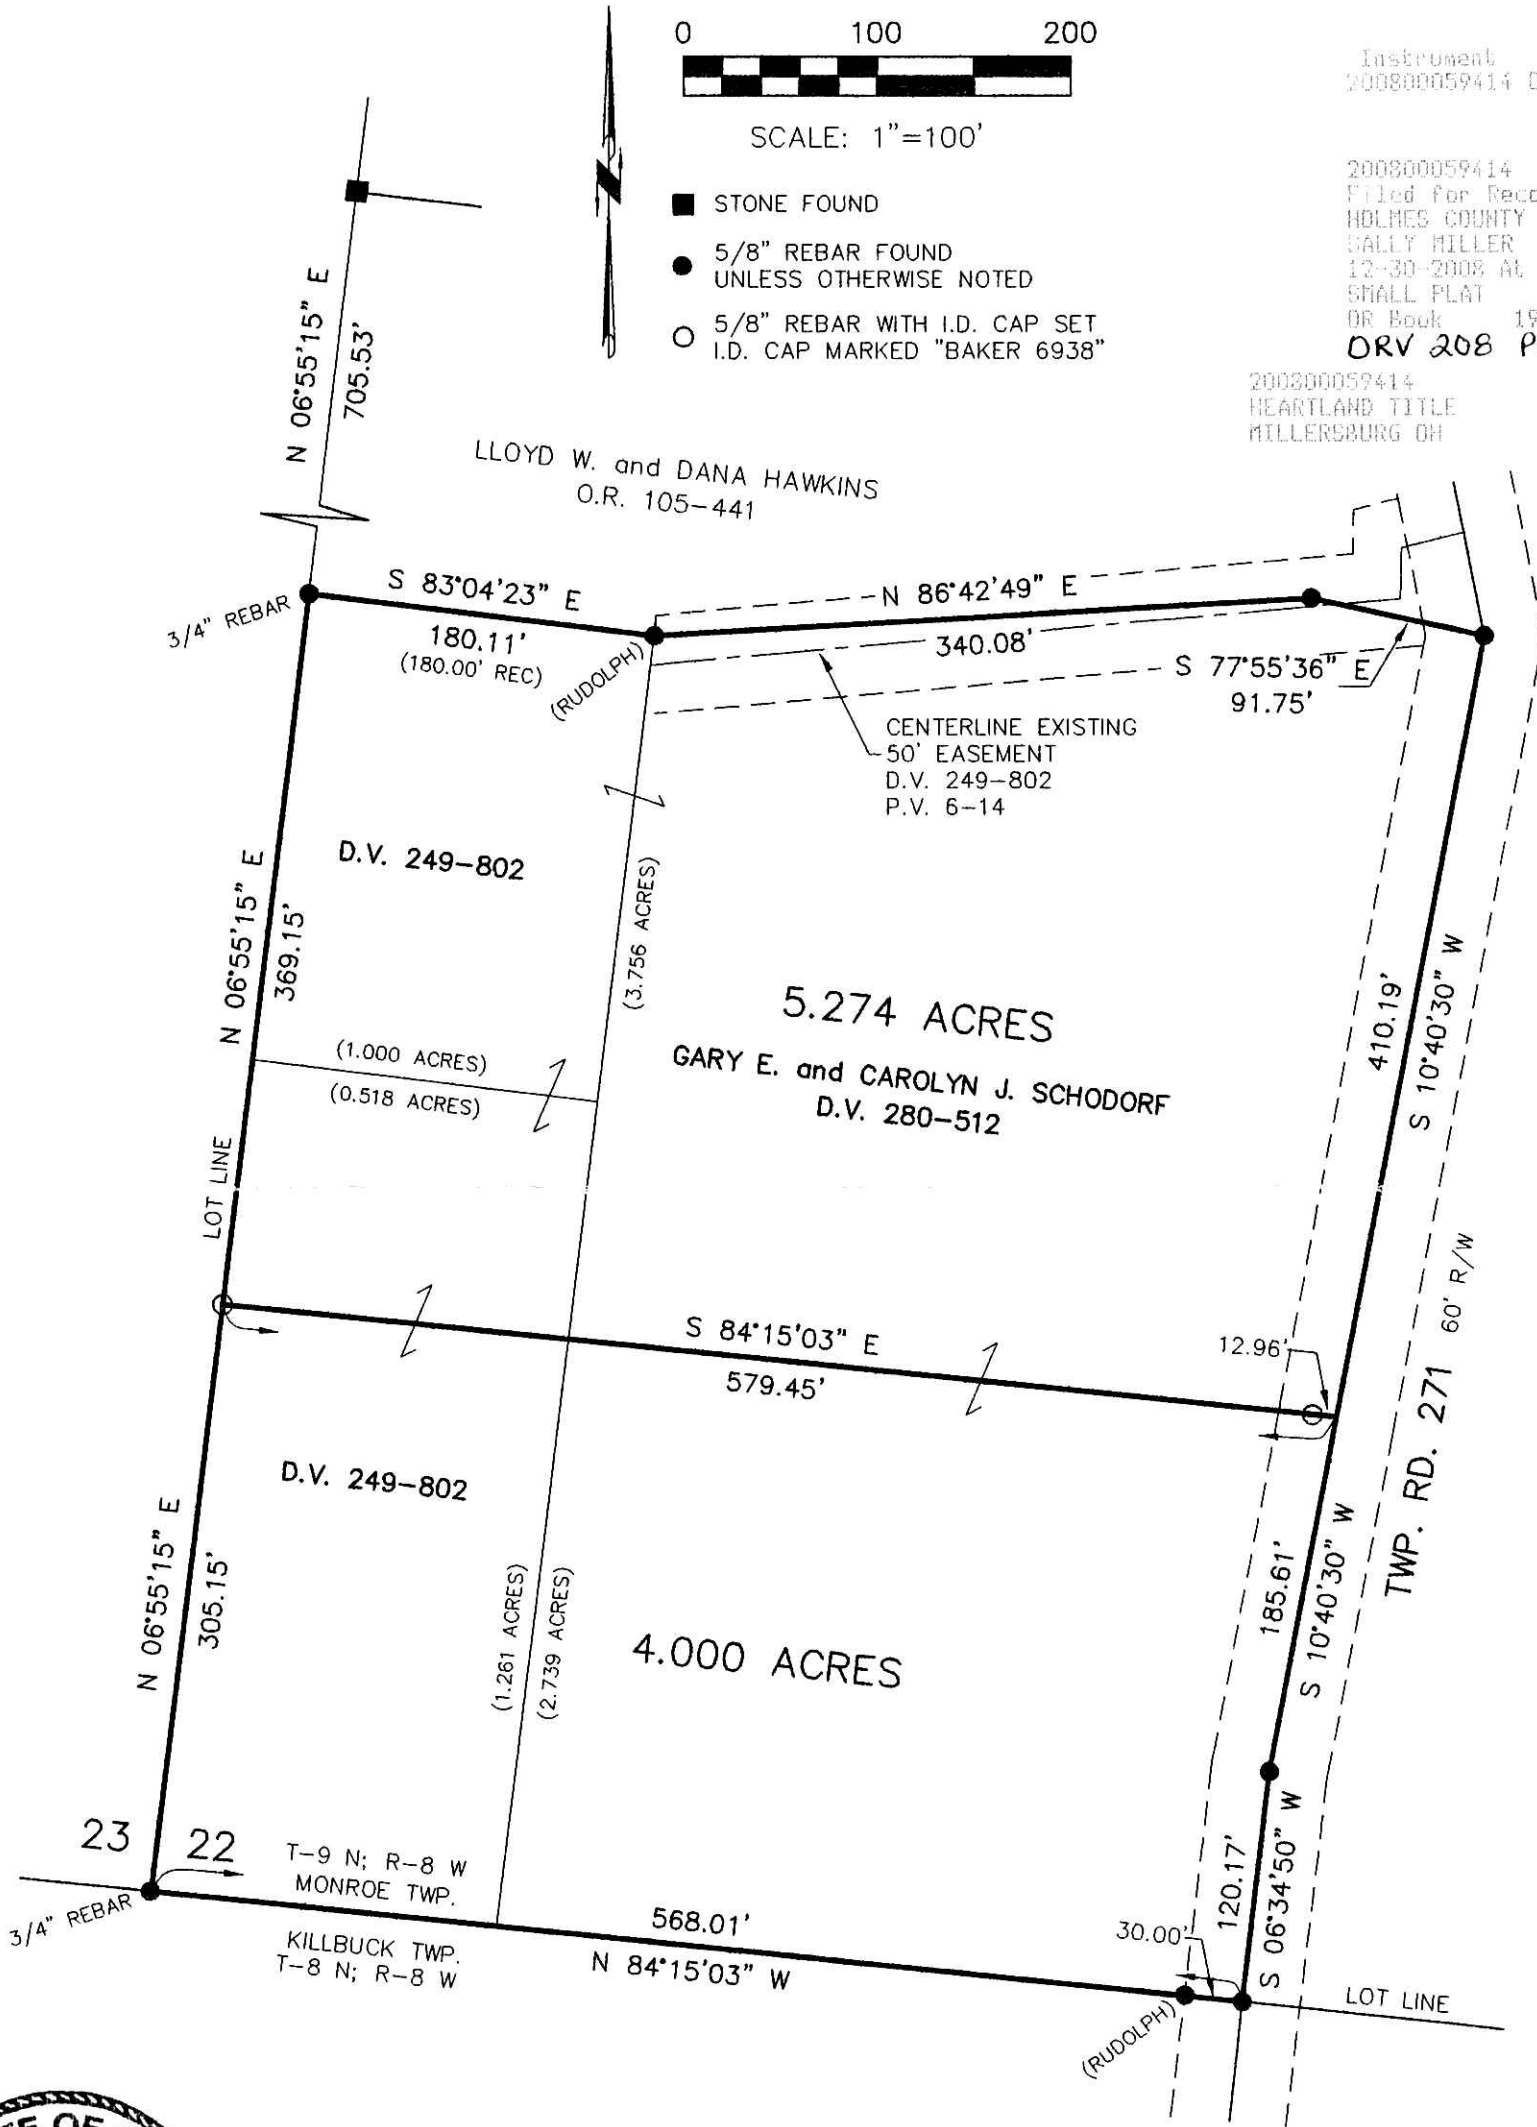 0 100 200
SCALE: 1"=100'
STONE FOUND
5/8" REBAR FOUND
UNLESS OTHERWISE NOTED
5/8" REBAR WITH I.D. CAP SET
I.D. CAP MARKED "BAKER 6938"
Instrument
200800059414
200800059414
Filed for
HOLMES COUNTY
SALLY MILLER
12-30-2008 At
SMALL PLAT
OR Book 19
ORV 208 P
200800059414
HEARTLAND TITLE
MILLERSBURG OH
N 06°55'15" E
705.53'
LLOYD W. and DANA HAWKINS
O.R. 105-441
3/4" REBAR
S 83°04'23" E
180.11'
(180.00' REC)
(RUDOLPH)
N 86°42'49" E
340.08'
S 77°55'36" E
91.75'
CENTERLINE EXISTING
50' EASEMENT
D.V. 249-802
P.V. 6-14
D.V. 249-802
N 06°55'15" E
369.15'
(3.756 ACRES)
5.274 ACRES
GARY E. and CAROLYN J. SCHODORF
D.V. 280-512
410.19'
S 10°40'30" W
(1.000 ACRES)
(0.518 ACRES)
LOT LINE
S 84°15'03" E
579.45'
12.96'
TWP. RD. 271 60' R/W
D.V. 249-802
N 06°55'15" E
305.15'
(1.261 ACRES)
(2.739 ACRES)
4.000 ACRES
185.61'
S 10°40'30" W
23 22
T-9 N; R-8 W
MONROE TWP.
3/4" REBAR
KILLBUCK TWP.
T-8 N; R-8 W
568.01'
N 84°15'03" W
30.00'
120.17'
S 06°34'50" W
(RUDOLPH)
LOT LINE
OF